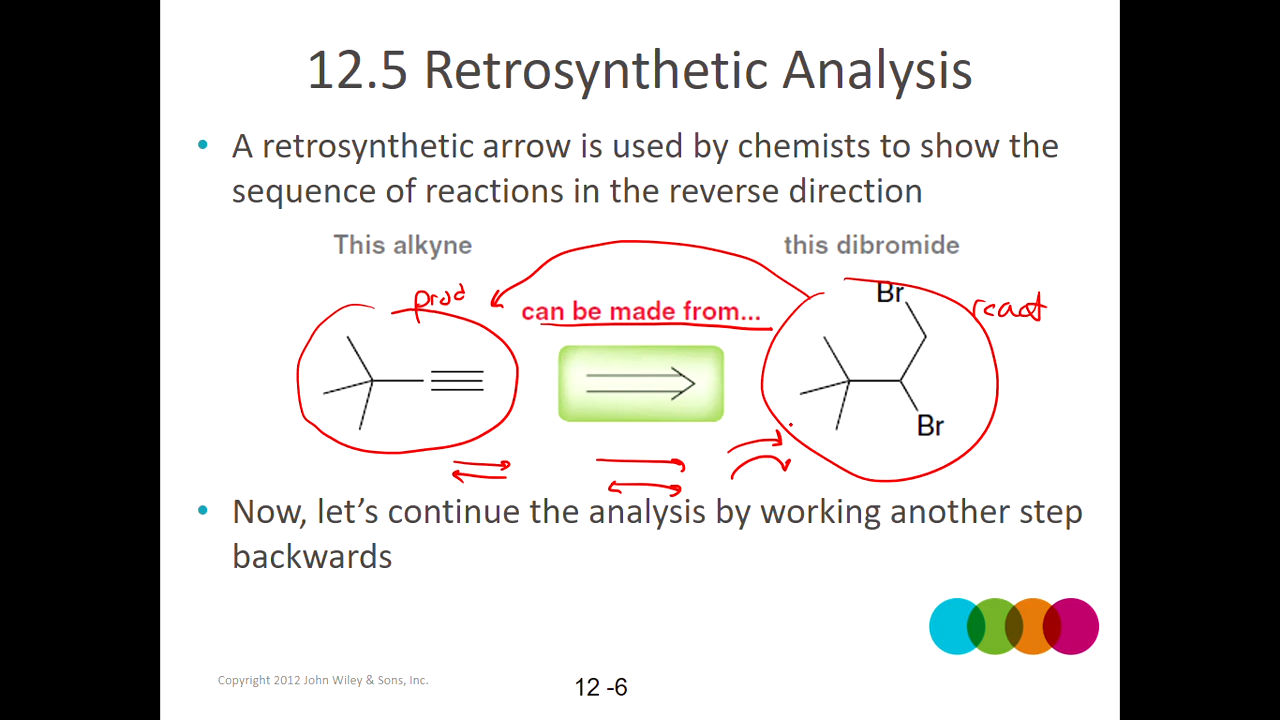 12.5 Retrosynthetic Analysis
• A retrosynthetic arrow is used by chemists to show the
sequence of reactions in the reverse direction
This alkyne
this dibromide
prod
can be made from...
Br
react
Br
• Now, let’s continue the analysis by working another step
backwards
Copyright 2012 John Wiley & Sons, Inc.
12 -6